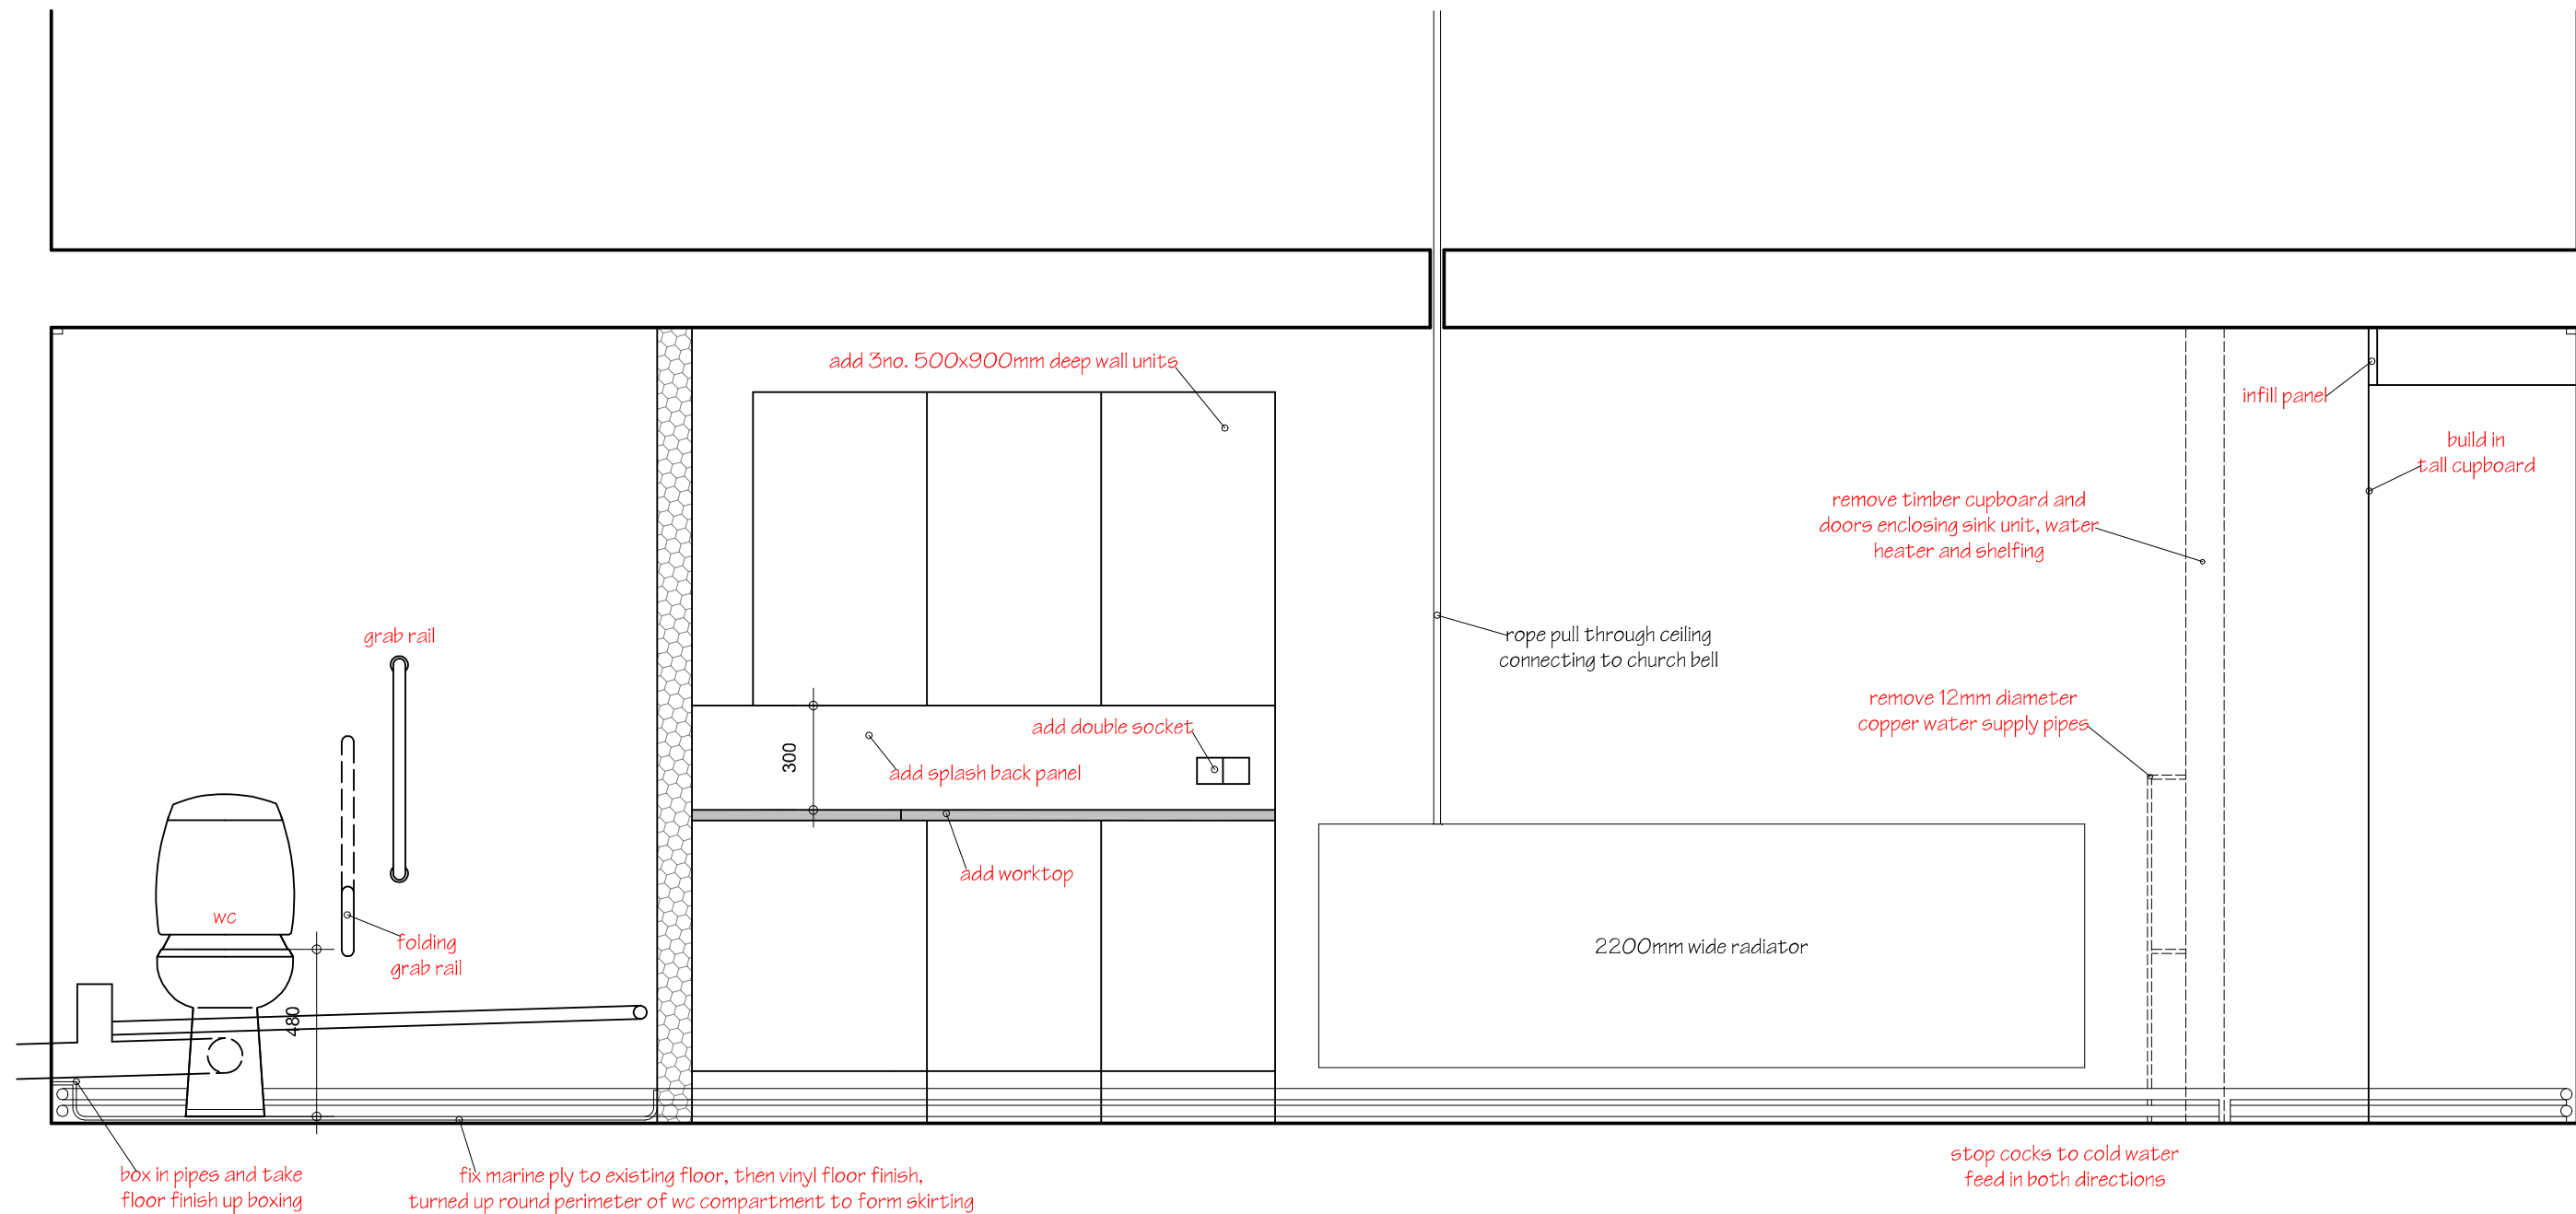 add 3no. 500x900mm deep wall units
infill panel
build in
tall cupboard
remove timber cupboard and
doors enclosing sink unit, water
heater and shelfing
grab rail
rope pull through ceiling
connecting to church bell
remove 12mm diameter
copper water supply pipes
add double socket
300
add splash back panel
add worktop
wc
folding
grab rail
2200mm wide radiator
480
box in pipes and take
floor finish up boxing
fix marine ply to existing floor, then vinyl floor finish,
turned up round perimeter of wc compartment to form skirting
stop cocks to cold water
feed in both directions